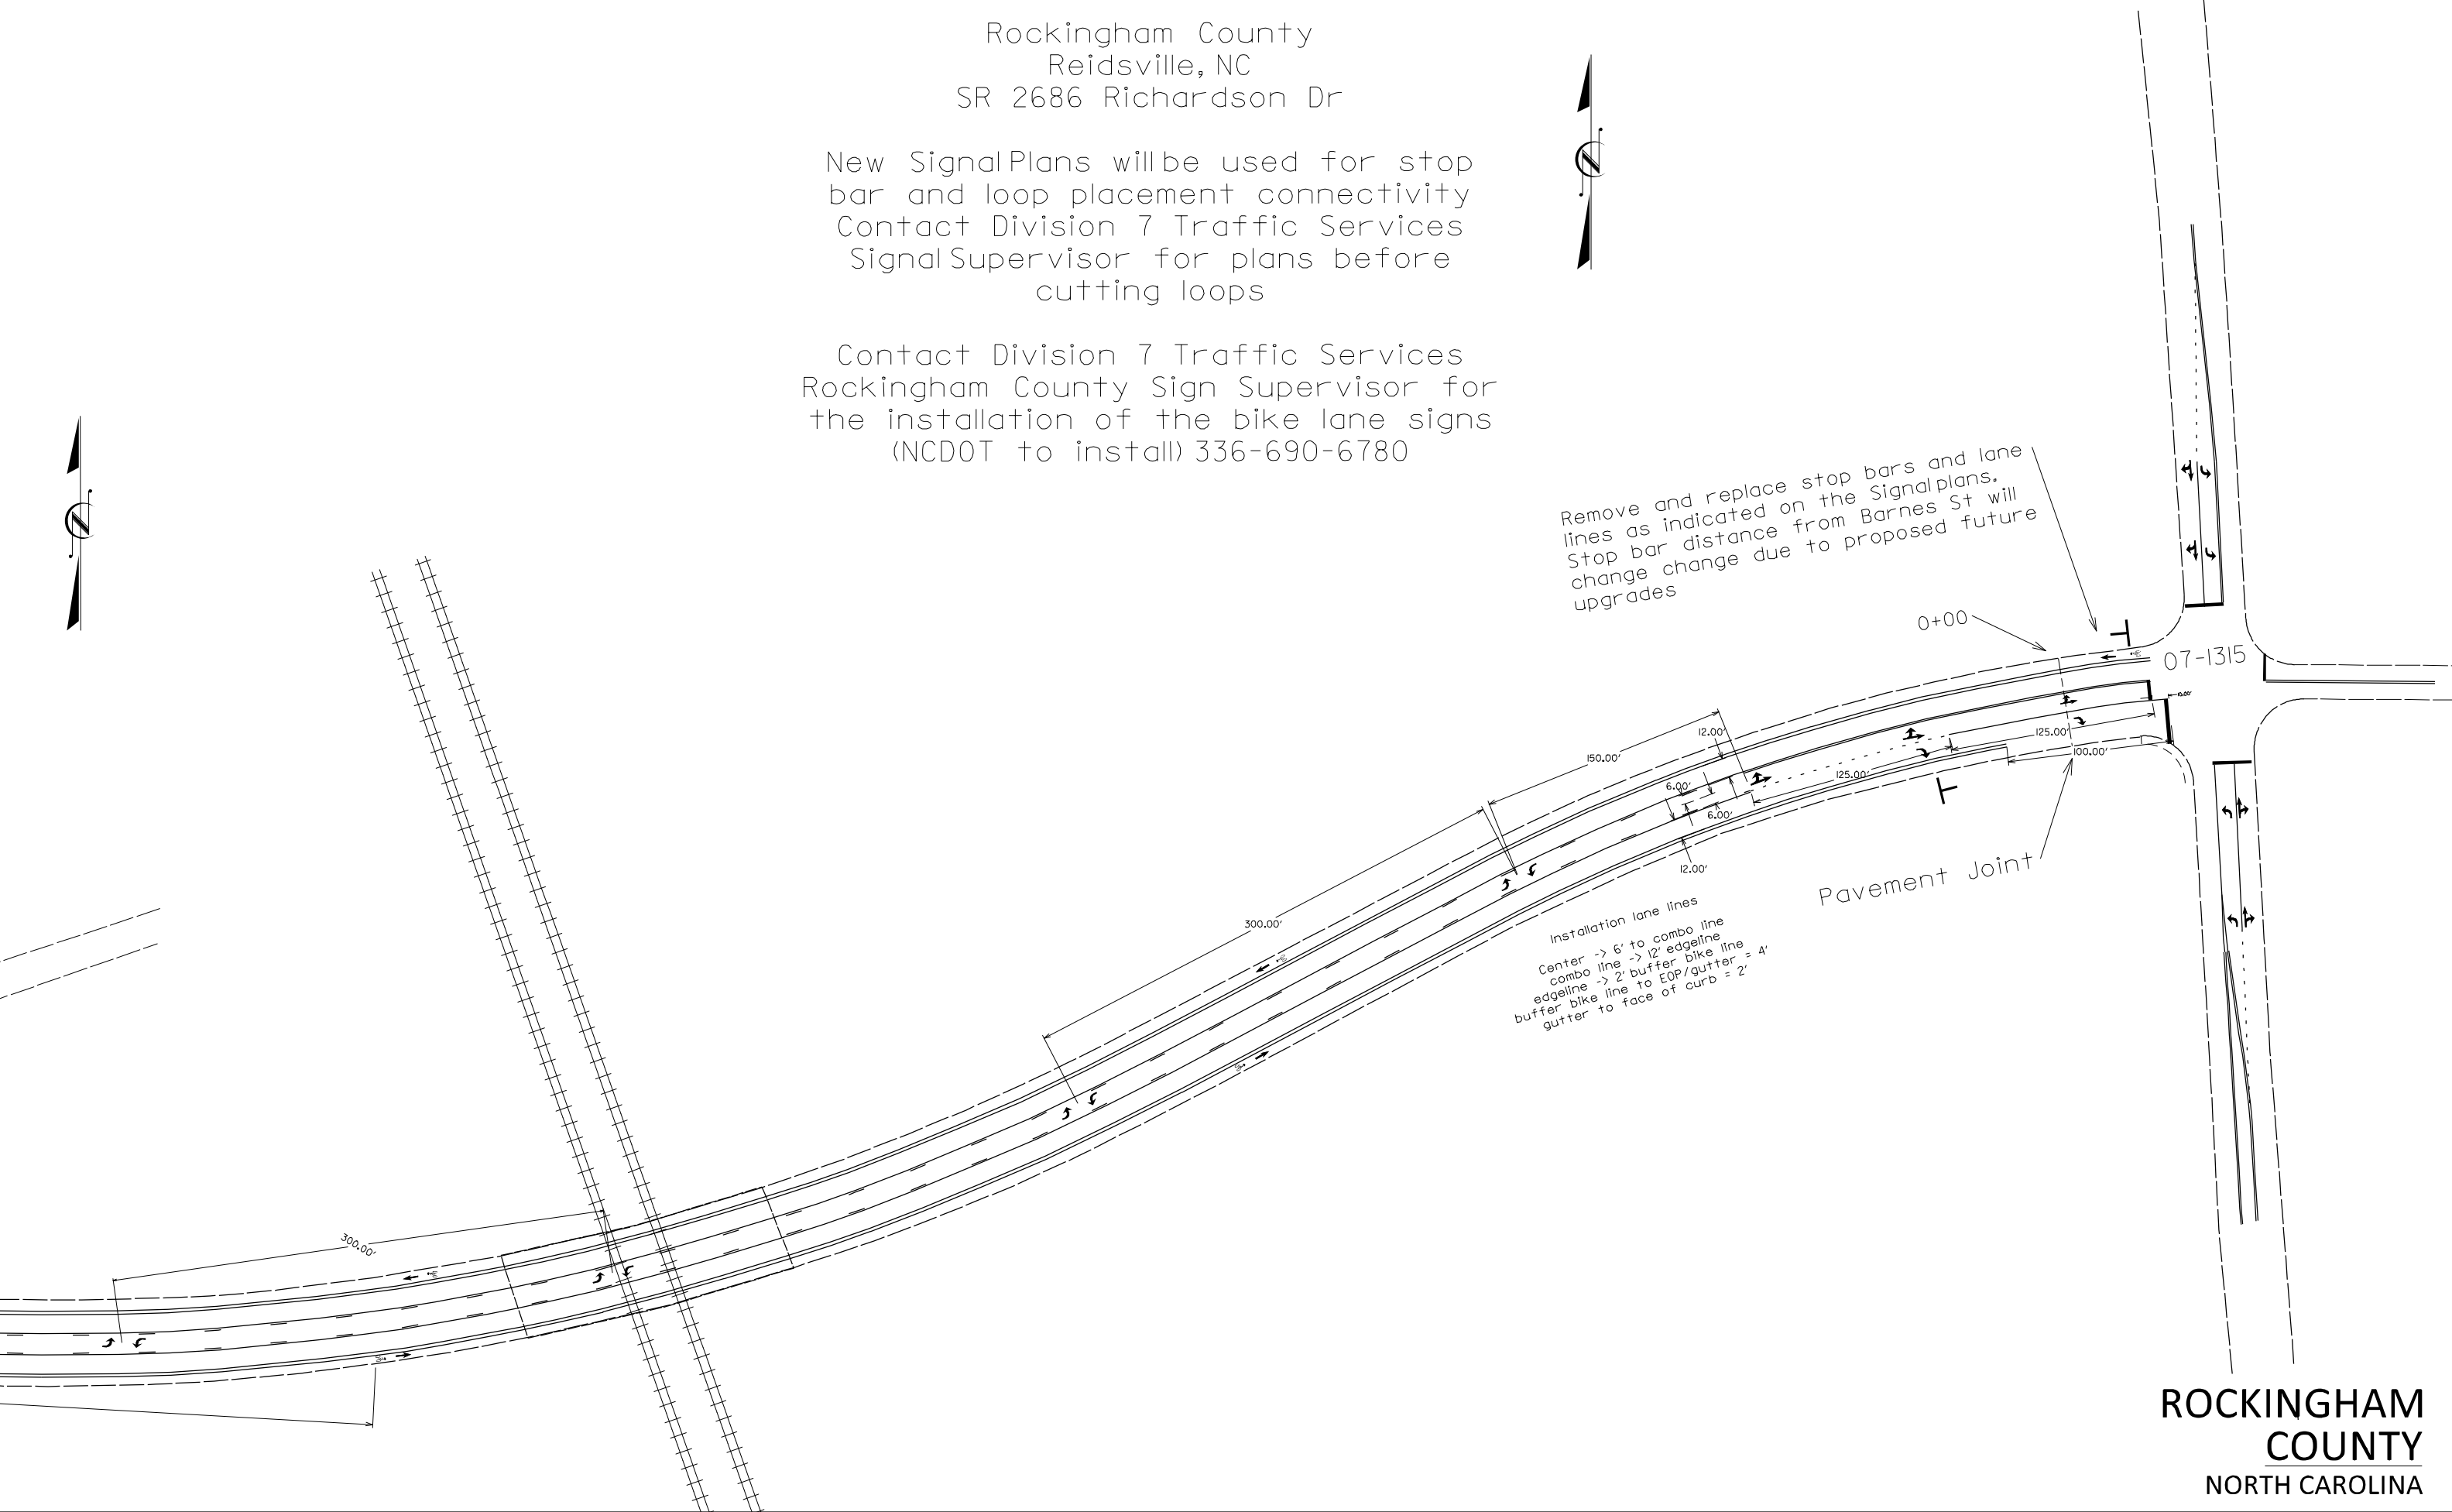 Rockingham County
Reidsville, NC
SR 2686 Richardson Dr
New Signal Plans will be used for stop
bar and loop placement connectivity
Contact Division 7 Traffic Services
Signal Supervisor for plans before
cutting loops
Contact Division 7 Traffic Services
Rockingham County Sign Supervisor for
the installation of the bike lane signs
(NCDOT to install) 336-690-6780
Remove and replace stop bars and lane
lines as indicated on the Signal plans.
Stop bar distance from Barnes St will
change change due to proposed future
upgrades
0+00
07-1315
12.00'
150.00'
125.00'
100.00'
125.00'
6.00'
6.00'
12.00'
Pavement Joint
300.00'
Installation lane lines
Center -> 6' to combo line
combo line -> 12' edgeline
edgeline -> 2' buffer bike line
buffer bike line to EOP/gutter = 4'
gutter to face of curb = 2'
300.00'
ROCKINGHAM
COUNTY
NORTH CAROLINA